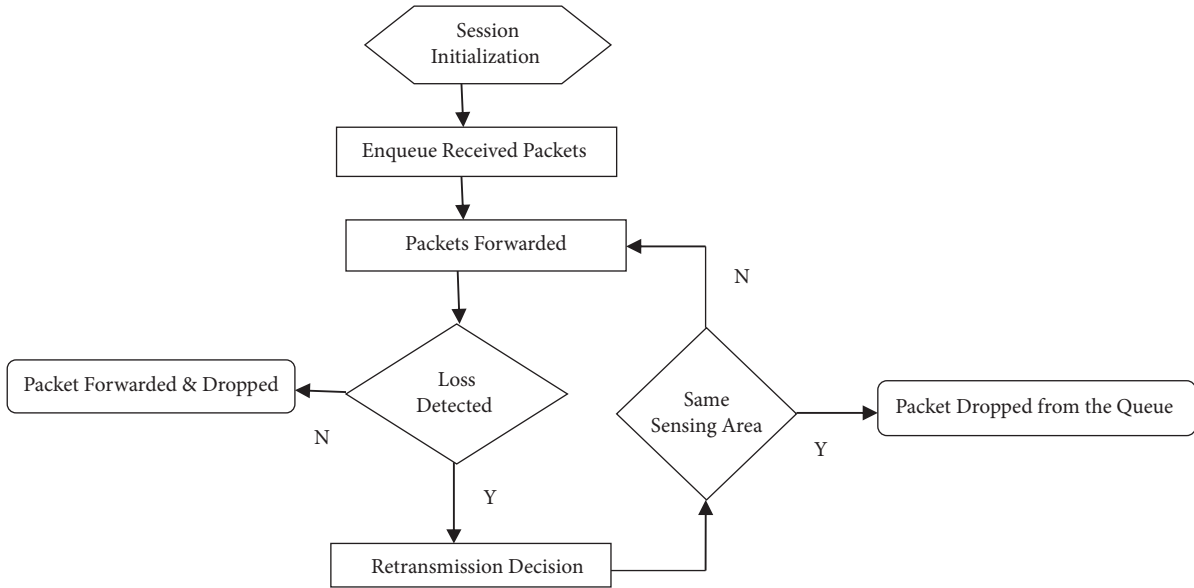 Session
Initialization
Enqueue Received Packets
Packets Forwarded
N
Packet Forwarded & Dropped
Loss
Detected
Same
Sensing Area
Packet Dropped from the Queue
N
Y
Y
Retransmission Decision